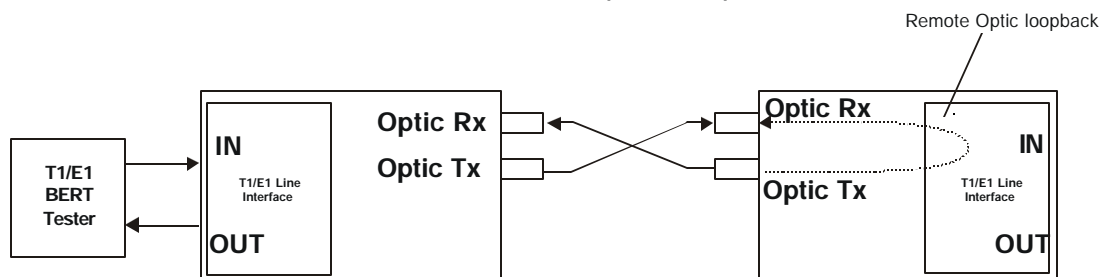 Remote Optic loopback
T1/E1
BERT
Tester
IN
T1/E1 Line
Interface
OUT
Optic Rx
Optic Tx
Optic Rx
Optic Tx
IN
T1/E1 Line
Interface
OUT